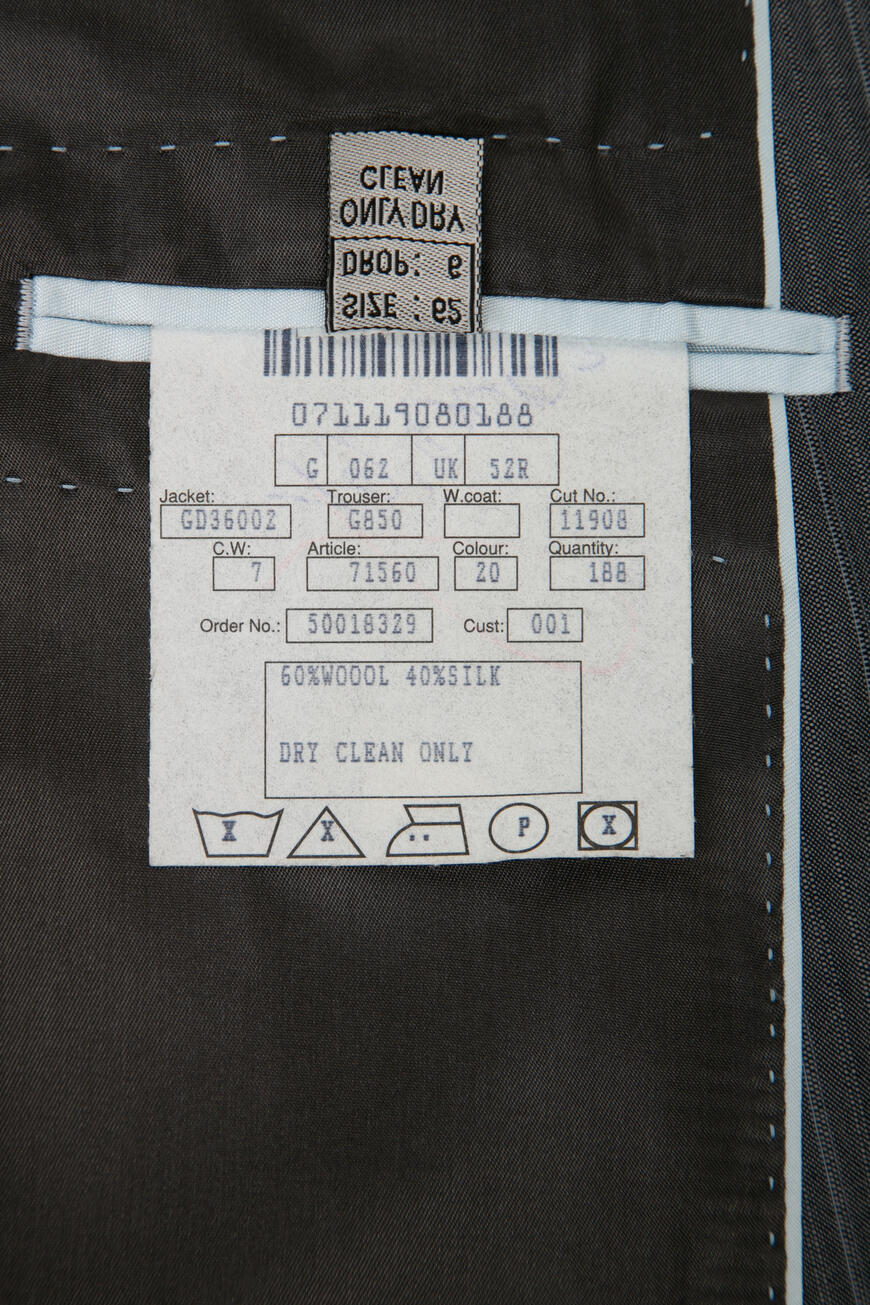 CLEAN
ONLY DRY
DROP: 6
SIZE : 62
071119080188
G 062 UK 52R
Jacket: Trouser: W.coat: Cut No.:
GD36002 G850 11908
C.W: Article: Colour: Quantity:
7 71560 20 188
Order No.: 50018329 Cust: 001
60%WOOOL 40%SILK
DRY CLEAN ONLY
X X P X